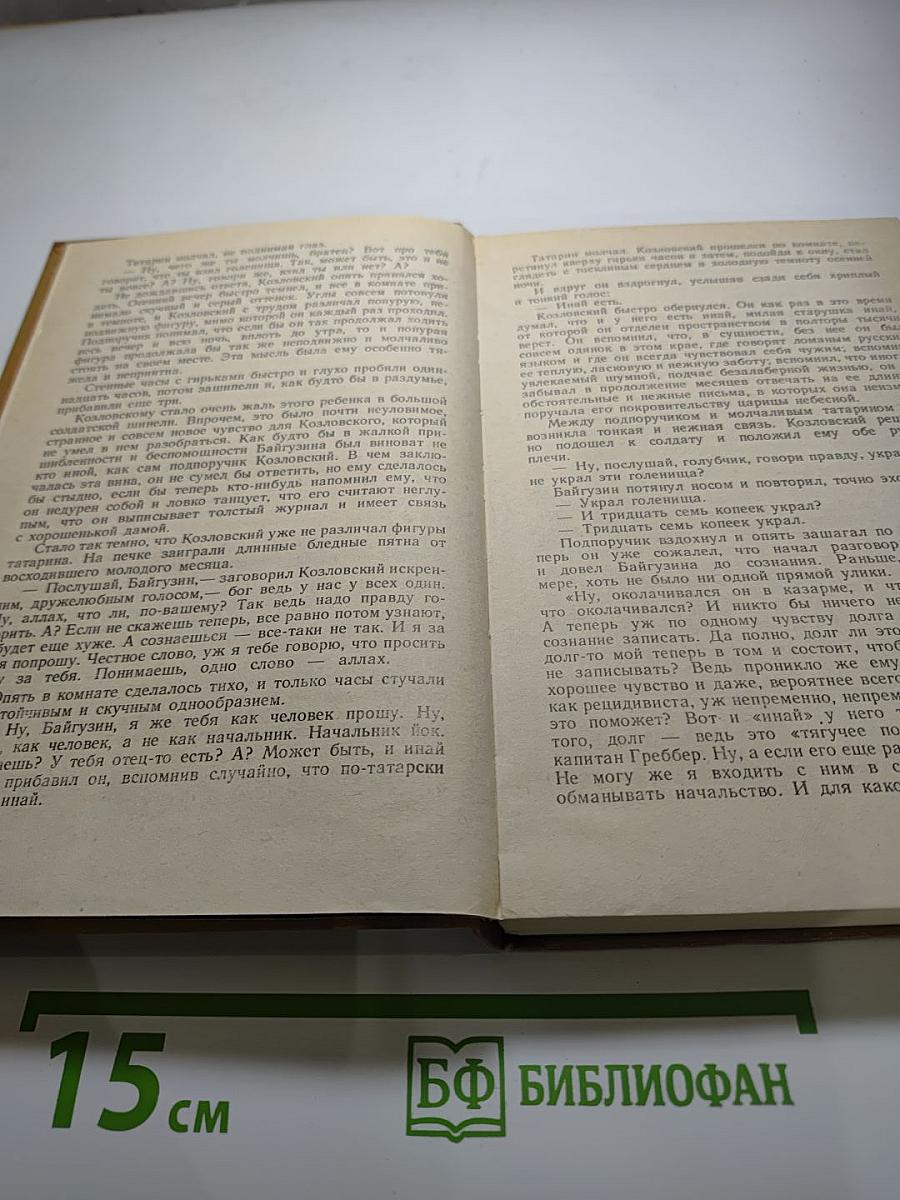 Татарин молчал, не поднимая глаз.
— Ну, чего же ты молчишь, братец? Вот про тебя
говорят, что ты взял голенища. Так, может быть, это и не
ты вовсе? А? Ну, говори же, взял ты или нет? А?
Не дождавшись ответа, Козловский опять принялся хо-
дить. Осенний вечер быстро темнел, и все в комнате при-
нимало скучный и серый оттенок. Углы совсем потонули
в темноте, и Козловский с трудом различал понурую, не-
подвижную фигуру, мимо которой он каждый раз проходил.
Подпоручик понимал, что если бы он так продолжал ходить
весь вечер и всю ночь, вплоть до утра, то и понурая
фигура продолжала бы так же неподвижно и молчаливо
стоять на своем месте. Эта мысль была ему особенно тя-
жела и неприятна.
Стенные часы с гирьками быстро и глухо пробили один-
надцать часов, потом зашипели и, как будто бы в раздумье,
прибавили еще три.
Козловскому стало очень жаль этого ребенка в большой
солдатской шинели. Впрочем, это было почти неуловимое,
странное и совсем новое чувство для Козловского, который
не умел в нем разобраться. Как будто бы в жалкой при-
шибленности и беспомощности Байгузина был виноват не
кто иной, как сам подпоручик Козловский. В чем заклю-
чалась эта вина, он не сумел бы ответить, но ему сделалось
бы стыдно, если бы теперь кто-нибудь напомнил ему, что
он недурен собой и ловко танцует, что его считают неглу-
пым, что он выписывает толстый журнал и имеет связь
с хорошенькой дамой.
Стало так темно, что Козловский уже не различал фигуры
татарина. На печке заиграли длинные бледные пятна от
восходившего молодого месяца.
— Послушай, Байгузин,— заговорил Козловский искрен-
ним, дружелюбным голосом,— бог ведь у нас у всех один.
Ну, аллах, что ли, по-вашему? Так ведь надо правду го-
орить. А? Если не скажешь теперь, все равно потом узнают,
будет еще хуже. А сознаешься — все-таки не так. И я за
я попрошу. Честное слово, уж я тебе говорю, что просить
у за тебя. Понимаешь, одно слово — аллах.
Опять в комнате сделалось тихо, и только часы стучали
тойчивым и скучным однообразием.
Ну, Байгузин, я же тебя как человек прошу. Ну,
, как человек, а не как начальник. Начальник йок.
аешь? У тебя отец-то есть? А? Может быть, и инай
прибавил он, вспомнив случайно, что по-татарски
инай.
Татарин молчал. Козловский прошелся по комнате, пе-
ретянул кверху гирьки часов и затем, подойдя к окну, стал
глядеть с тоскливым сердцем в холодную темноту осенней
ночи.
И вдруг он вздрогнул, услышав сзади себя хриплый
и тонкий голос:
Инай есть.
Козловский быстро обернулся. Он как раз в это время
думал, что и у него есть инай, милая старушка инай,
от которой он отделен пространством в полторы тысячи
верст. Он вспомнил, что, в сущности, без нее он бы
совсем одинок в этом крае, где говорят ломаным русски
языком и где он всегда чувствовал себя чужим; вспомни
ее теплую, ласковую и нежную заботу; вспомнил, что иног
увлекаемый шумной, подчас безалаберной жизнью, он
забывал в продолжение месяцев отвечать на ее длин
обстоятельные и нежные письма, в которых она неизм
поручала его покровительству царицы небесной.
Между подпоручиком и молчаливым татарином
возникла тонкая и нежная связь. Козловский реш
но подошел к солдату и положил ему обе ру
плечи.
— Ну, послушай, голубчик, говори правду, укра
не украл эти голенища?
Байгузин потянул носом и повторил, точно эхо
— Украл голенища.
— И тридцать семь копеек украл?
— Тридцать семь копеек украл.
Подпоручик вздохнул и опять зашагал по
перь он уже сожалел, что начал разговор
и довел Байгузина до сознания. Раньше,
мере, хоть не было ни одной прямой улики.
«Ну, околачивался он в казарме, и чт
что околачивался? И никто бы ничего не
А теперь уж по одному чувству долга
сознание записать. Да полно, долг ли это
долг-то мой теперь в том и состоит, чтоб
не записывать? Ведь проникло же ему
хорошее чувство и даже, вероятнее всего
как рецидивиста, уж непременно, непрем
это поможет? Вот и «инай» у него т
того, долг — ведь это «тягучее по
капитан Греббер. Ну, а если его еще ра
Не могу же я входить с ним в с
обманывать начальство. И для како
15 см
БФ БИБЛИОФАН